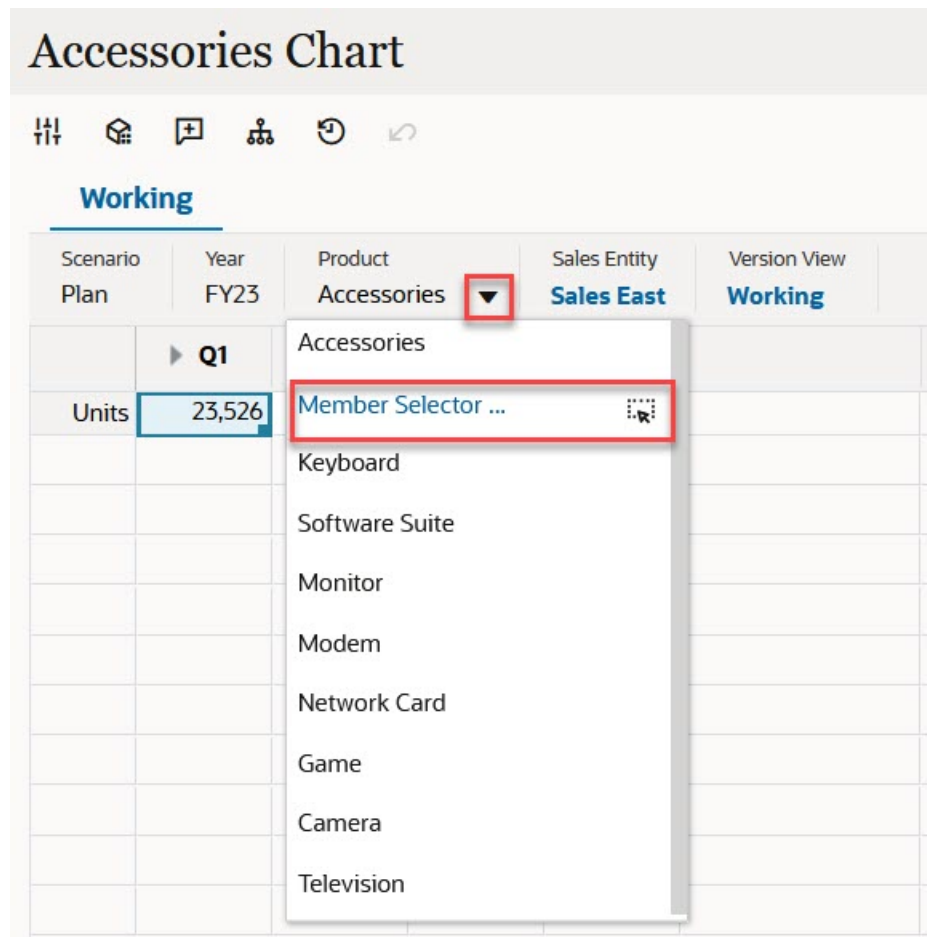 Accessories Chart
Working
Scenario Year Product Sales Entity Version View
Plan FY23 Accessories Sales East Working
Accessories
Q1
Member Selector ...
Units 23,526
Keyboard
Software Suite
Monitor
Modem
Network Card
Game
Camera
Television